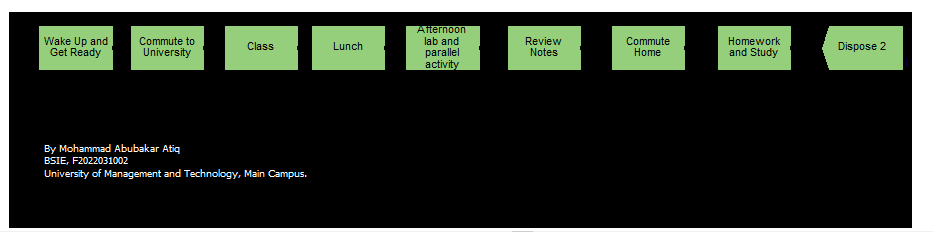 Wake Up and
Get Ready
Commute to
University
Class
Lunch
Afternoon
lab and
parallel
activity
Review
Notes
Commute
Home
Homework
and Study
Dispose 2
By Mohammad Abubakar Atiq
BSIE, F2022031002
University of Management and Technology, Main Campus.